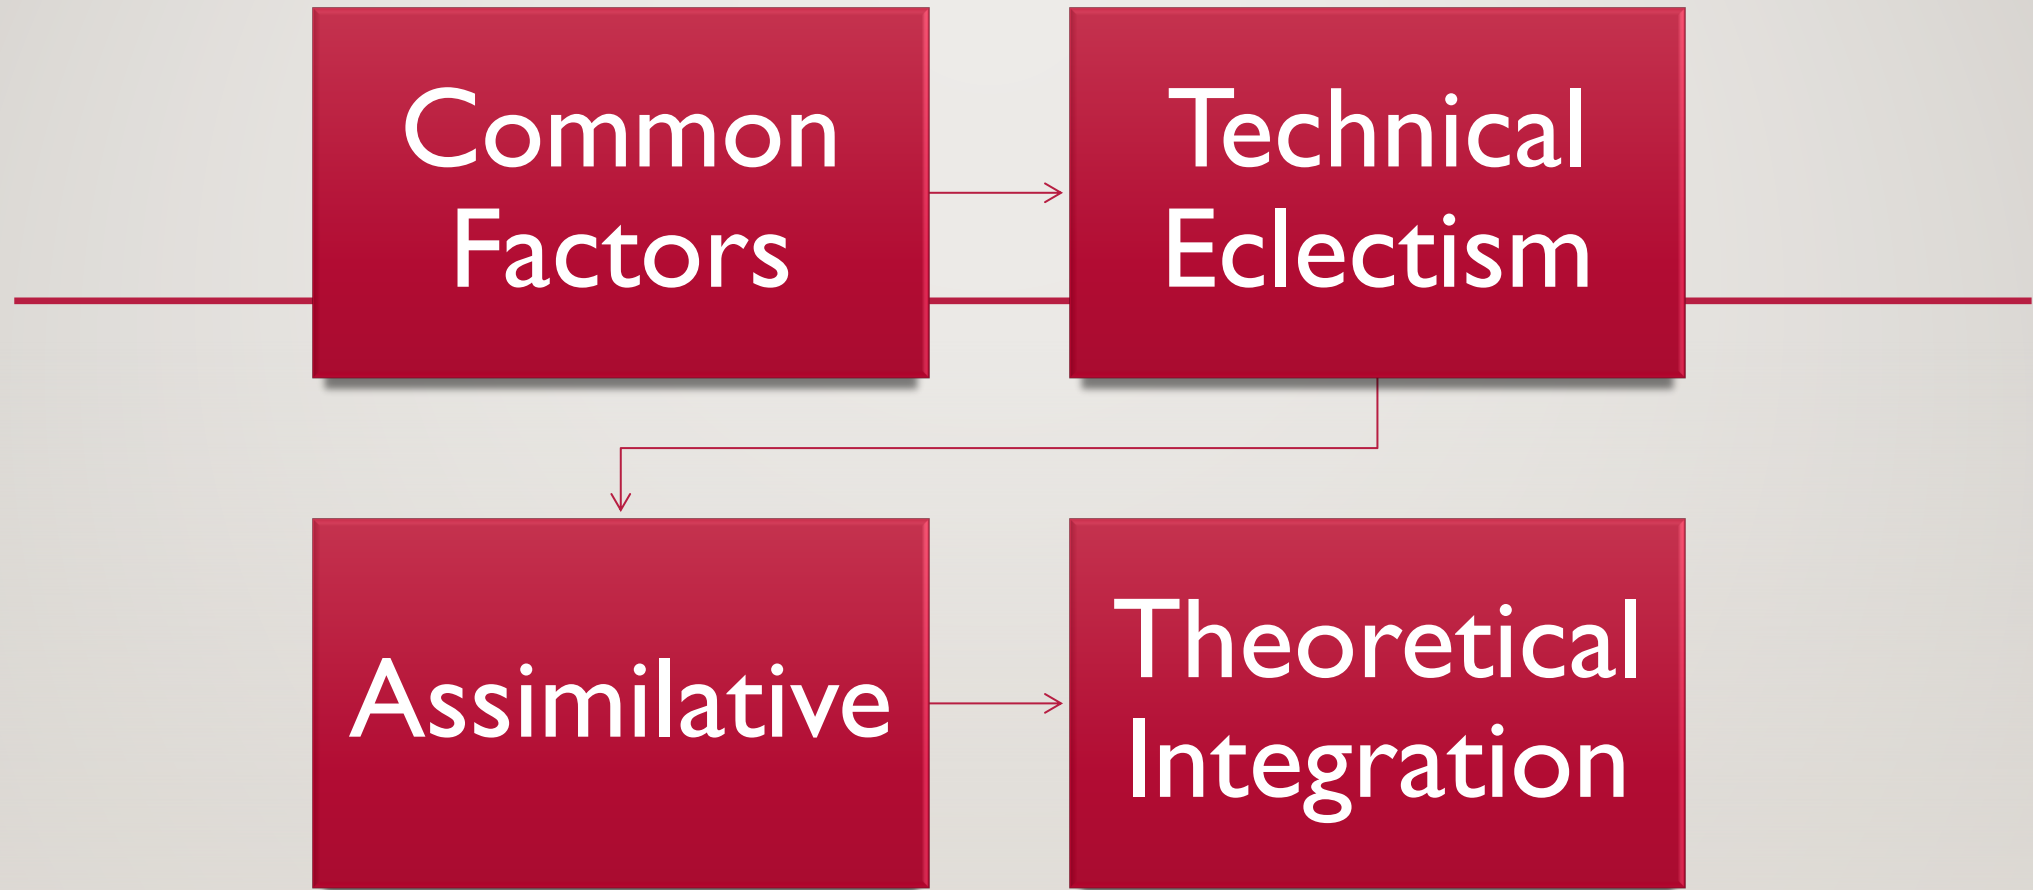 Common
Factors
Technical
Eclectism
Assimilative
Theoretical
Integration